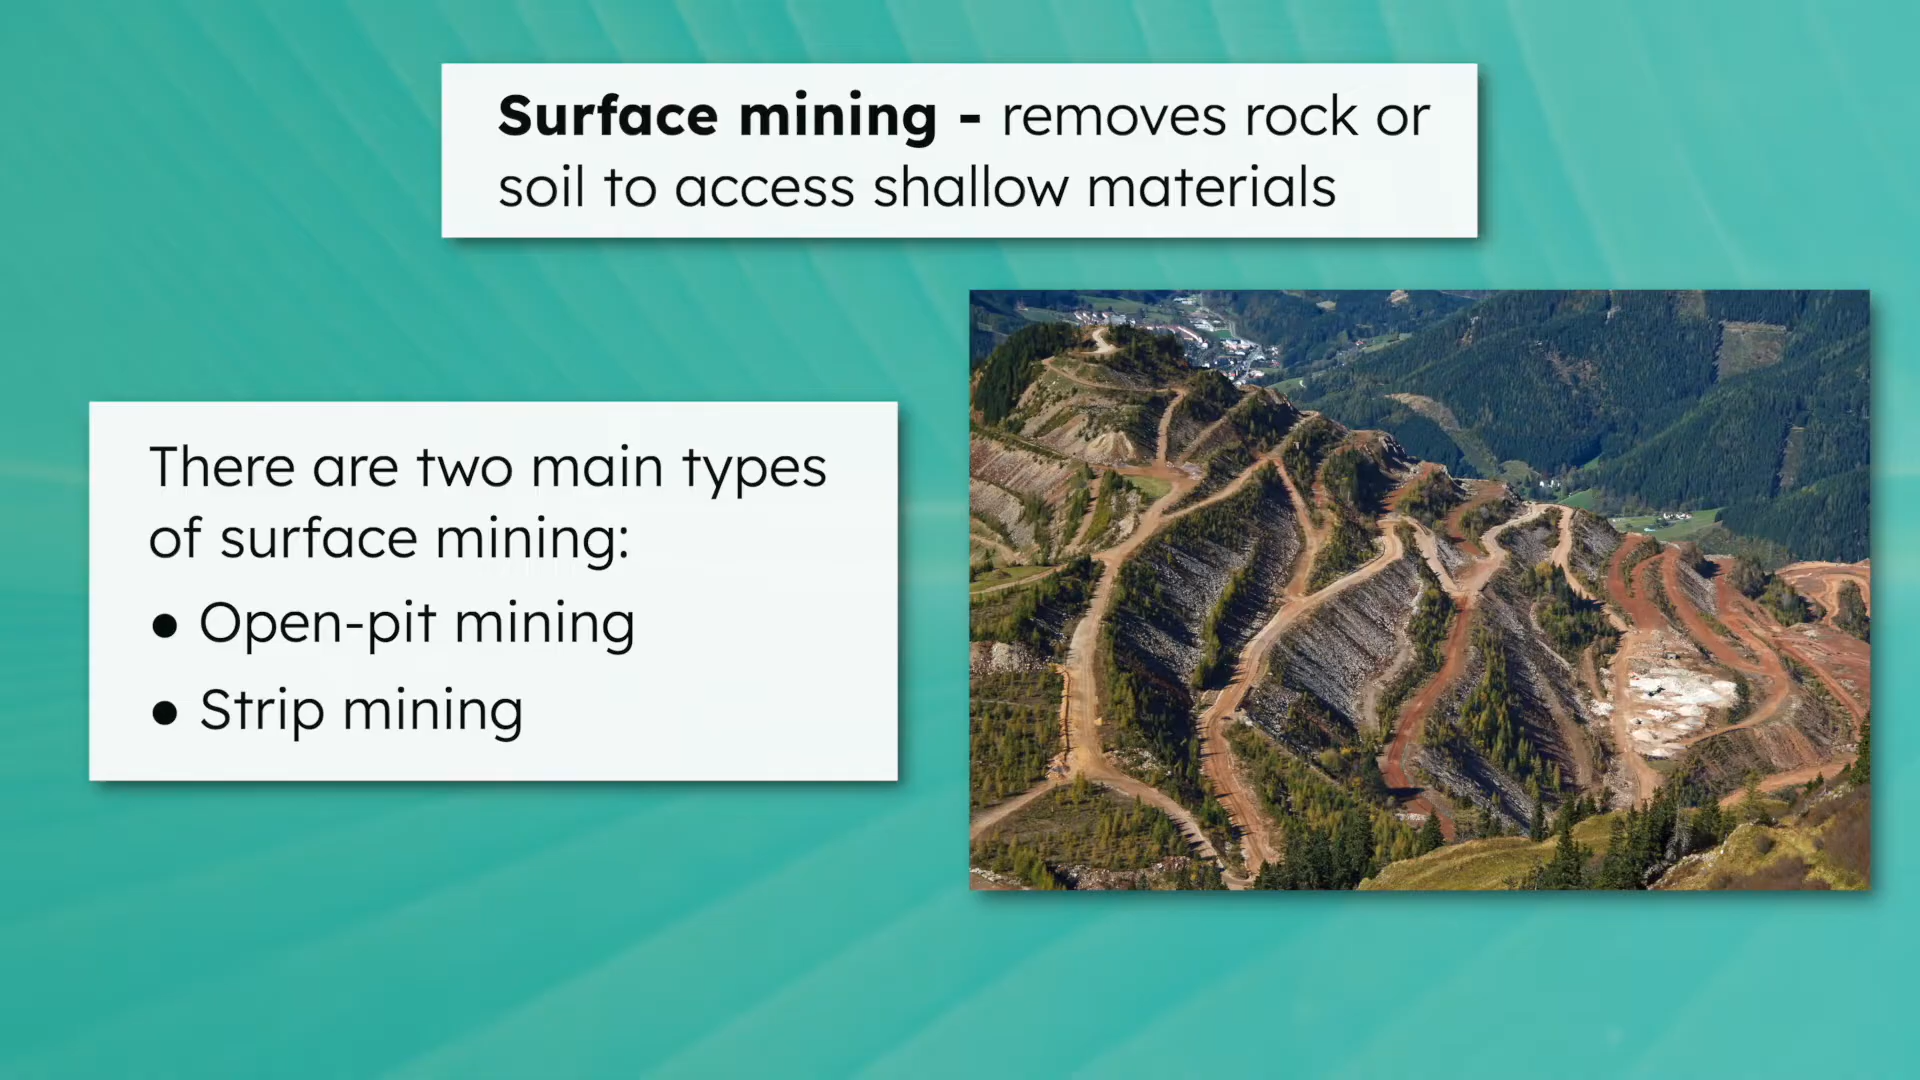 Surface mining - removes rock or
soil to access shallow materials
There are two main types
of surface mining:
● Open-pit mining
● Strip mining